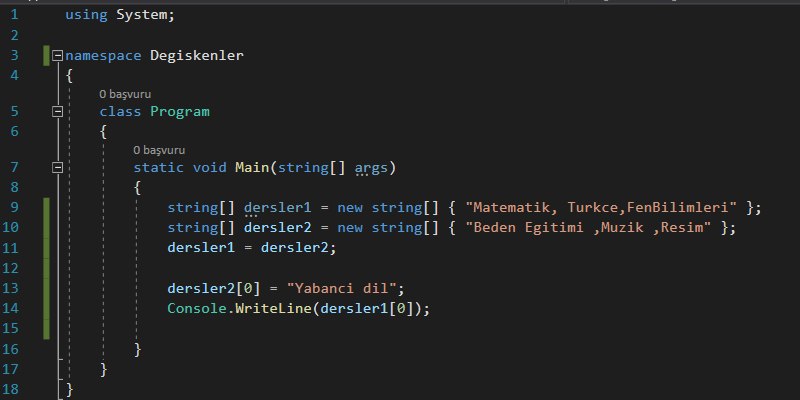 1 using System;
2
3 namespace Degiskenler
4 {
0 başvuru
5 class Program
6 {
0 başvuru
7 static void Main(string[] args)
8 {
9 string[] dersler1 = new string[] { "Matematik, Turkce,FenBilimleri" };
10 string[] dersler2 = new string[] { "Beden Egitimi ,Muzik ,Resim" };
11 dersler1 = dersler2;
12
13 dersler2[0] = "Yabanci dil";
14 Console.WriteLine(dersler1[0]);
15
16 }
17 }
18 }